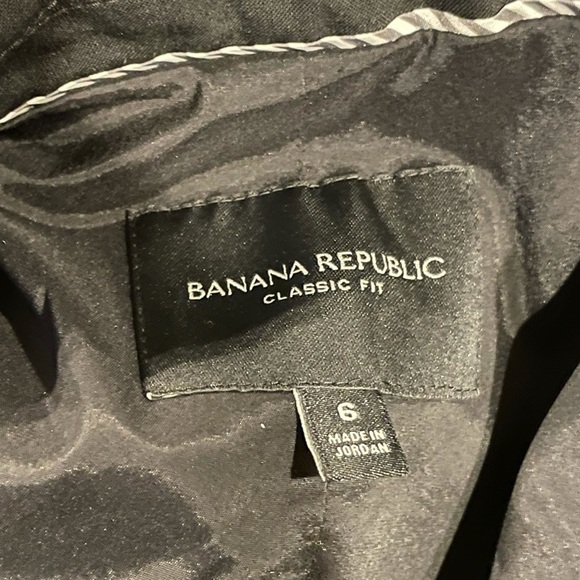 BANANA REPUBLIC
CLASSIC FIT
6
MADE IN
JORDAN